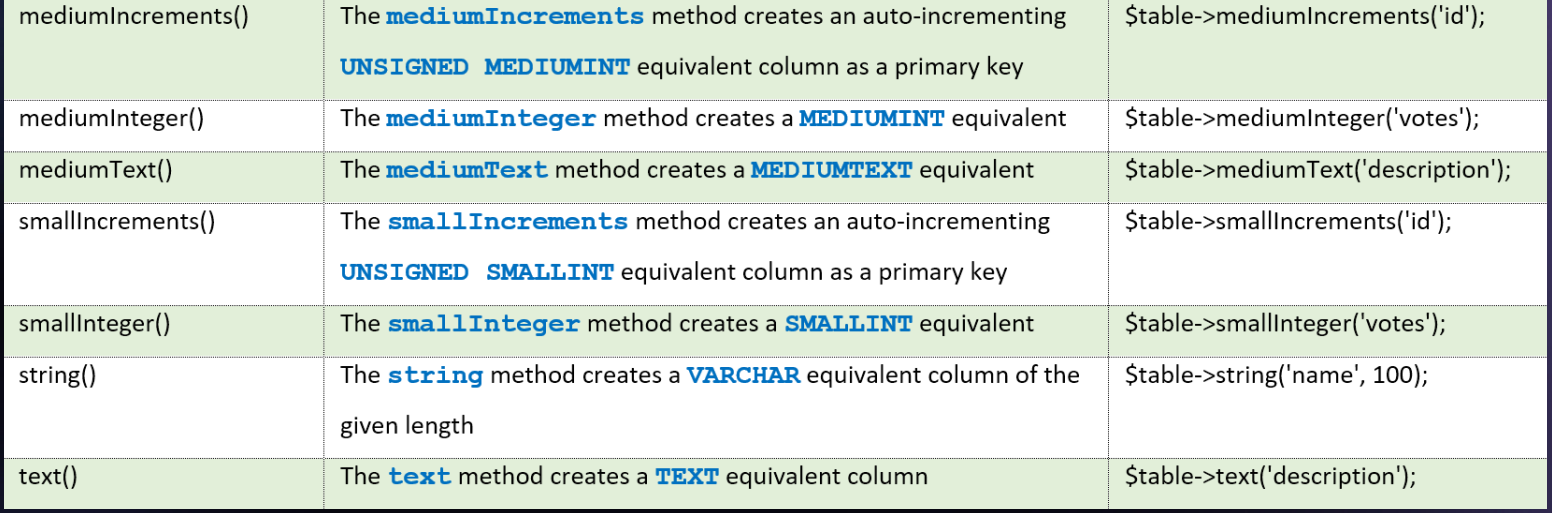 mediumIncrements() The mediumIncrements method creates an auto-incrementing $table->mediumIncrements('id');
UNSIGNED MEDIUMINT equivalent column as a primary key
mediumInteger() The mediumInteger method creates a MEDIUMINT equivalent $table->mediumInteger('votes');
mediumText() The mediumText method creates a MEDIUMTEXT equivalent $table->mediumText('description');
smallIncrements() The smallIncrements method creates an auto-incrementing $table->smallIncrements('id');
UNSIGNED SMALLINT equivalent column as a primary key
smallInteger() The smallInteger method creates a SMALLINT equivalent $table->smallInteger('votes');
string() The string method creates a VARCHAR equivalent column of the $table->string('name', 100);
given length
text() The text method creates a TEXT equivalent column $table->text('description');